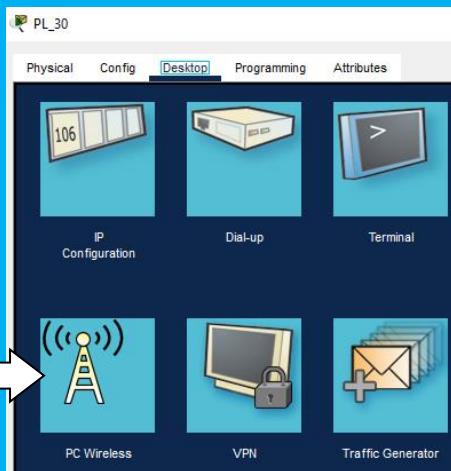 PL_30
Physical Config Desktop Programming Attributes
106
>
IP
Configuration
Dial-up
Terminal
PC Wireless
VPN
Traffic Generator